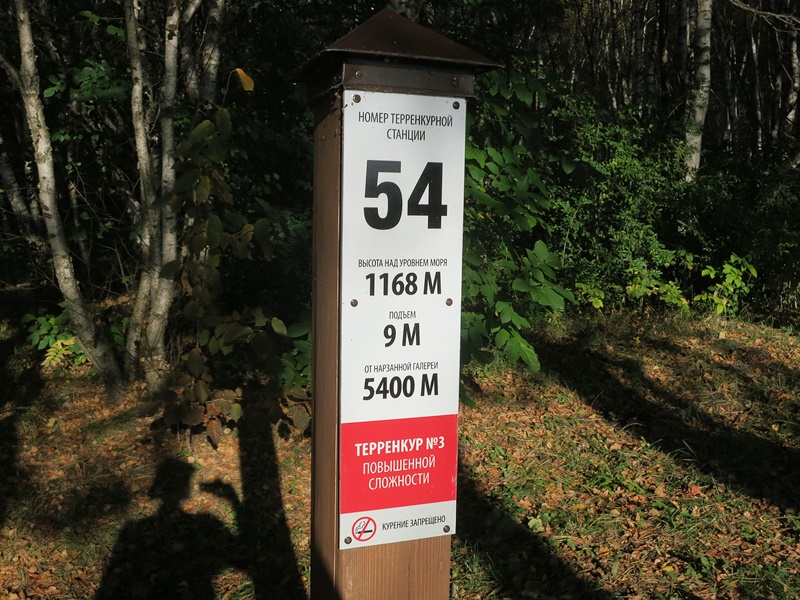 НОМЕР ТЕРРЕНКУРНОЙ
СТАНЦИИ
54
ВЫСОТА НАД УРОВНЕМ МОРЯ
1168 М
ПОДЪЕМ
9 М
ОТ НАРЗАННОЙ ГАЛЕРЕИ
5400 М
ТЕРРЕНКУР №3
ПОВЫШЕННОЙ
СЛОЖНОСТИ
КУРЕНИЕ ЗАПРЕЩЕНО